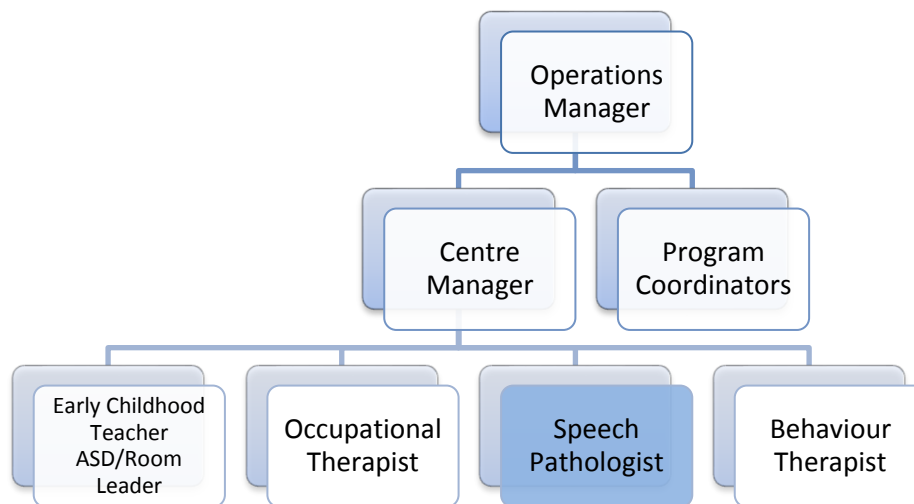 Operations
Manager
Centre
Manager
Program
Coordinators
Early Childhood
Teacher
ASD/Room
Leader
Occupational
Therapist
Speech
Pathologist
Behaviour
Therapist